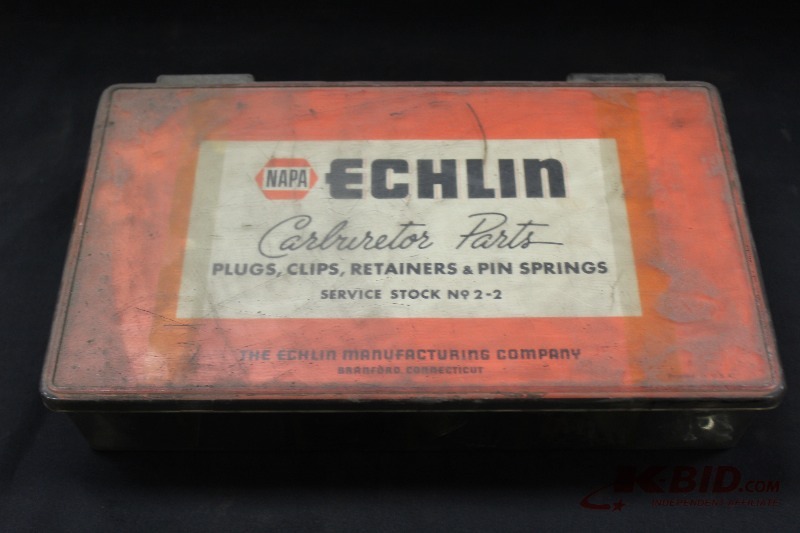 NAPA ECHLIN
Carburetor Parts
PLUGS, CLIPS, RETAINERS & PIN SPRINGS
SERVICE STOCK Nº 2-2
THE ECHLIN MANUFACTURING COMPANY
BRANFORD, CONNECTICUT
K-BID.COM